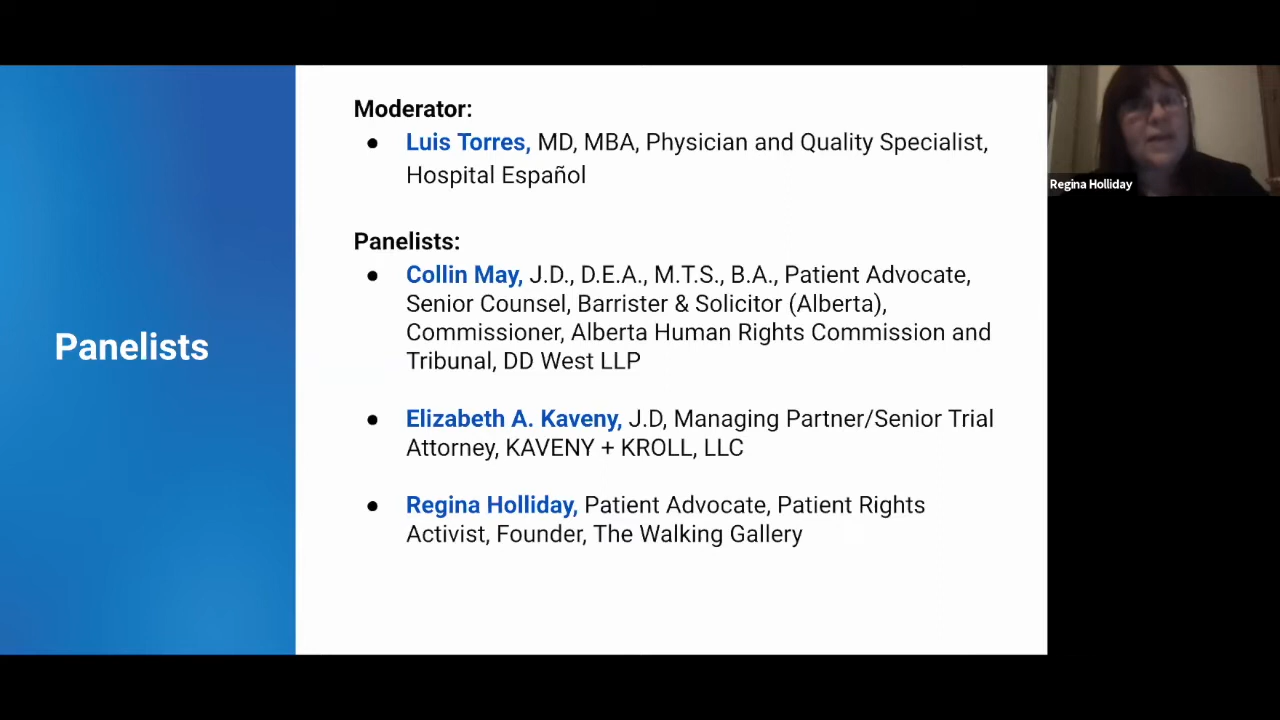 Panelists
Moderator:
● Luis Torres, MD, MBA, Physician and Quality Specialist,
Hospital Español
Panelists:
● Collin May, J.D., D.E.A., M.T.S., B.A., Patient Advocate,
Senior Counsel, Barrister & Solicitor (Alberta),
Commissioner, Alberta Human Rights Commission and
Tribunal, DD West LLP
● Elizabeth A. Kaveny, J.D, Managing Partner/Senior Trial
Attorney, KAVENY + KROLL, LLC
● Regina Holliday, Patient Advocate, Patient Rights
Activist, Founder, The Walking Gallery
Regina Holliday